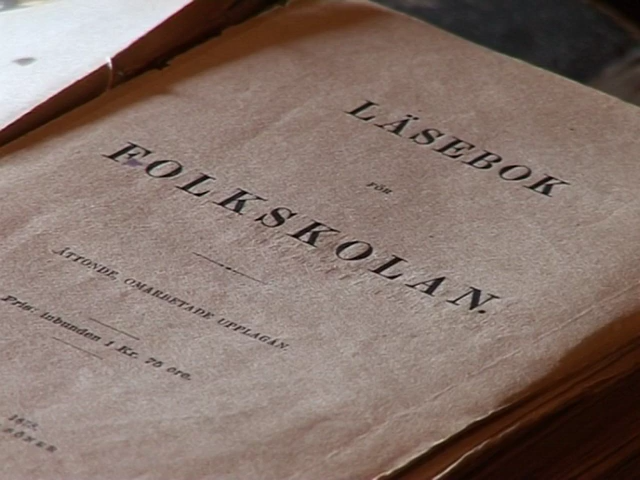 LÄSEBOK
FÖR
FOLKSKOLAN.
ÅTTONDE, OMARBETADE UPPLAGAN.
Pris: inbunden 1 Kr. 75 öre.